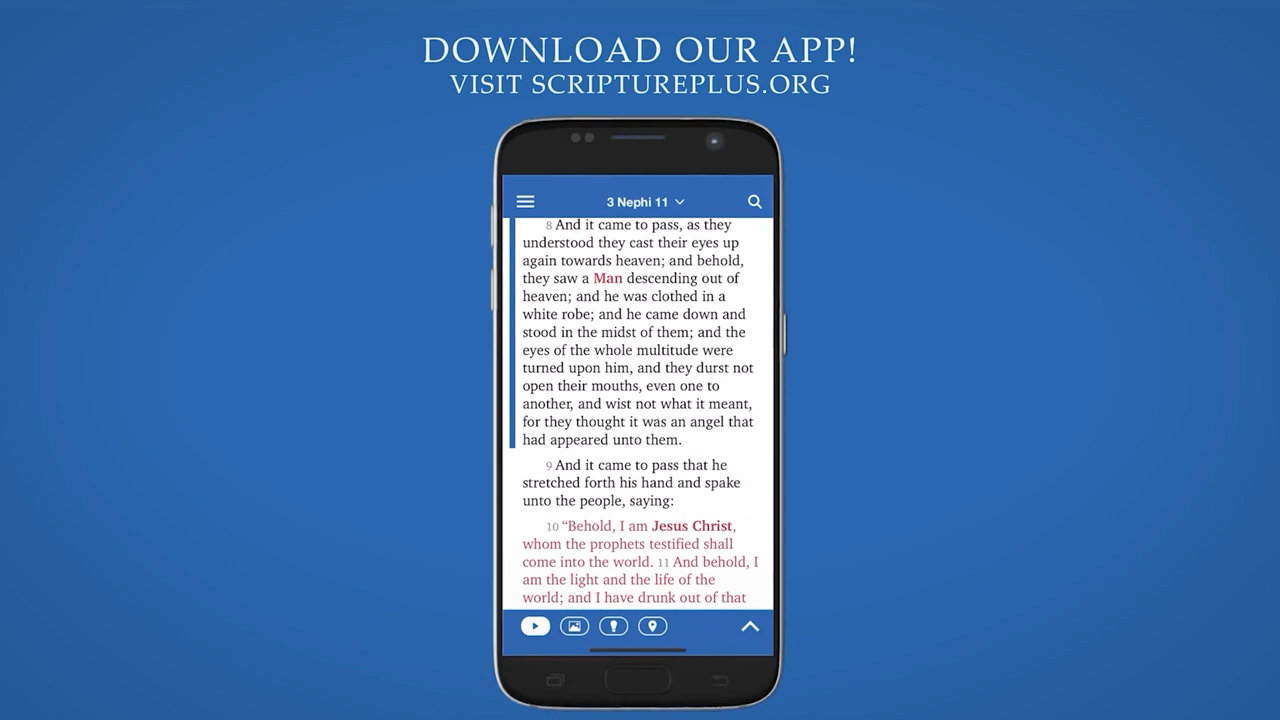 DOWNLOAD OUR APP!
VISIT SCRIPTUREPLUS.ORG
3 Nephi 11
8 And it came to pass, as they
understood they cast their eyes up
again towards heaven; and behold,
they saw a Man descending out of
heaven; and he was clothed in a
white robe; and he came down and
stood in the midst of them; and the
eyes of the whole multitude were
turned upon him, and they durst not
open their mouths, even one to
another, and wist not what it meant,
for they thought it was an angel that
had appeared unto them.
9 And it came to pass that he
stretched forth his hand and spake
unto the people, saying:
10 “Behold, I am Jesus Christ,
whom the prophets testified shall
come into the world. 11 And behold, I
am the light and the life of the
world; and I have drunk out of that